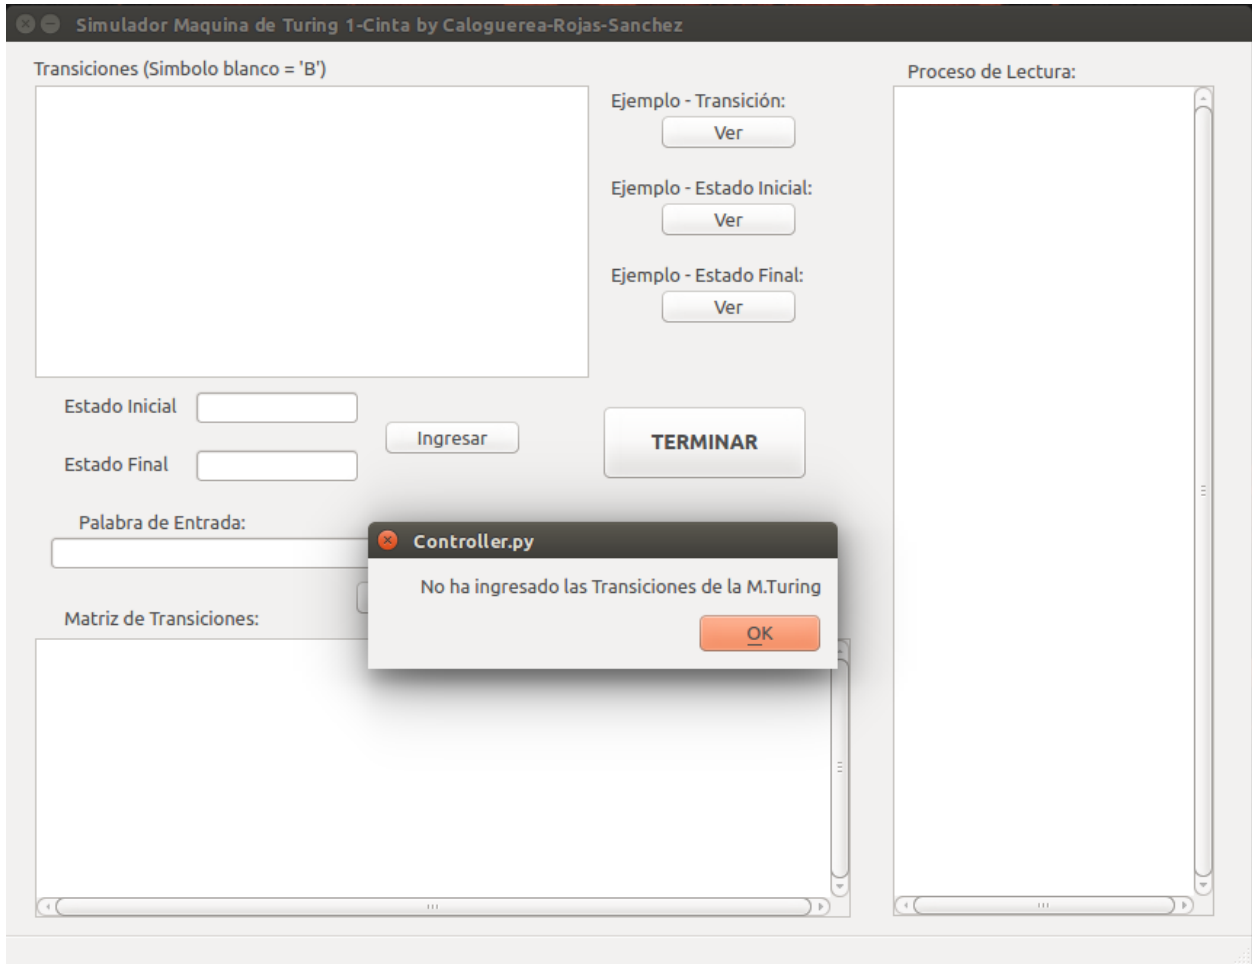 Simulador Maquina de Turing 1-Cinta by Caloguerea-Rojas-Sanchez
Transiciones (Simbolo blanco = 'B')
Ejemplo - Transición:
Ver
Ejemplo - Estado Inicial:
Ver
Ejemplo - Estado Final:
Ver
Proceso de Lectura:
Estado Inicial
Estado Final
Ingresar
TERMINAR
Palabra de Entrada:
Controller.py
No ha ingresado las Transiciones de la M.Turing
OK
Matriz de Transiciones: